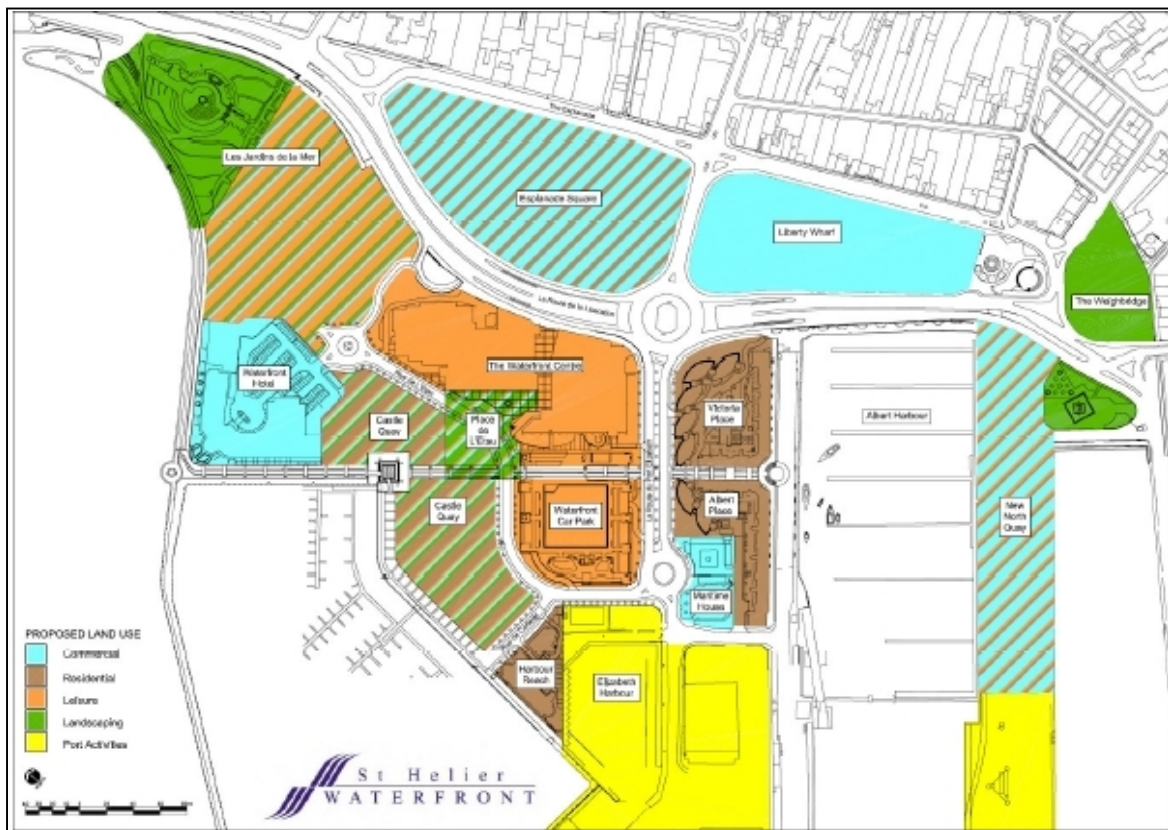 The Esplanade
Les Jardins de la Mer
Esplanade Square
Liberty Wharf
The Weighbridge
La Route de la Liberation
The Waterfront Centre
Waterfront
Hotel
Castle
Quay
Place
de
L'Eau
Victoria
Place
Albert Harbour
Castle
Quay
Waterfront
Car Park
Albert
Place
New
North
Quay
Maritime
House
Harbour
Reach
Elizabeth
Harbour
PROPOSED LAND USE
Commercial
Residential
Leisure
Landscaping
Port Activities
St Helier
WATERFRONT